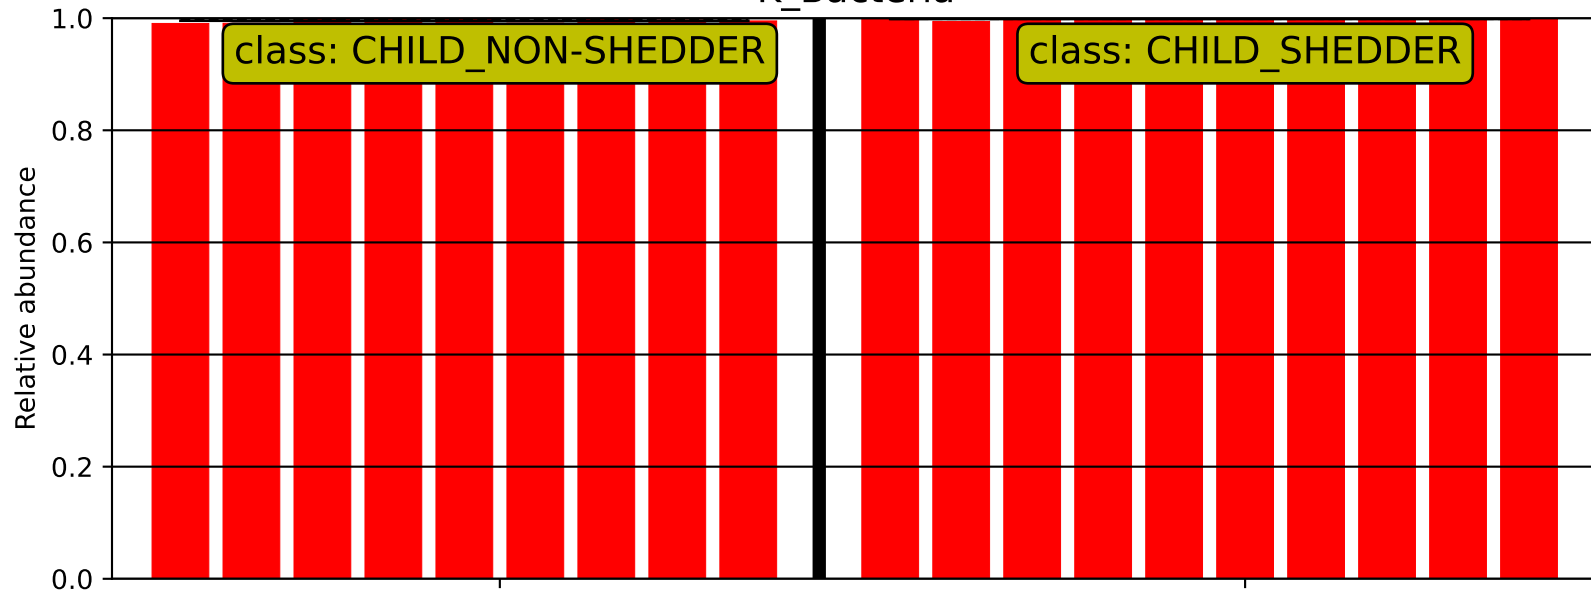 k_Bacteria
1.0
class: CHILD_NON-SHEDDER
class: CHILD_SHEDDER
0.8
0.6
0.4
0.2
0.0
Relative abundance